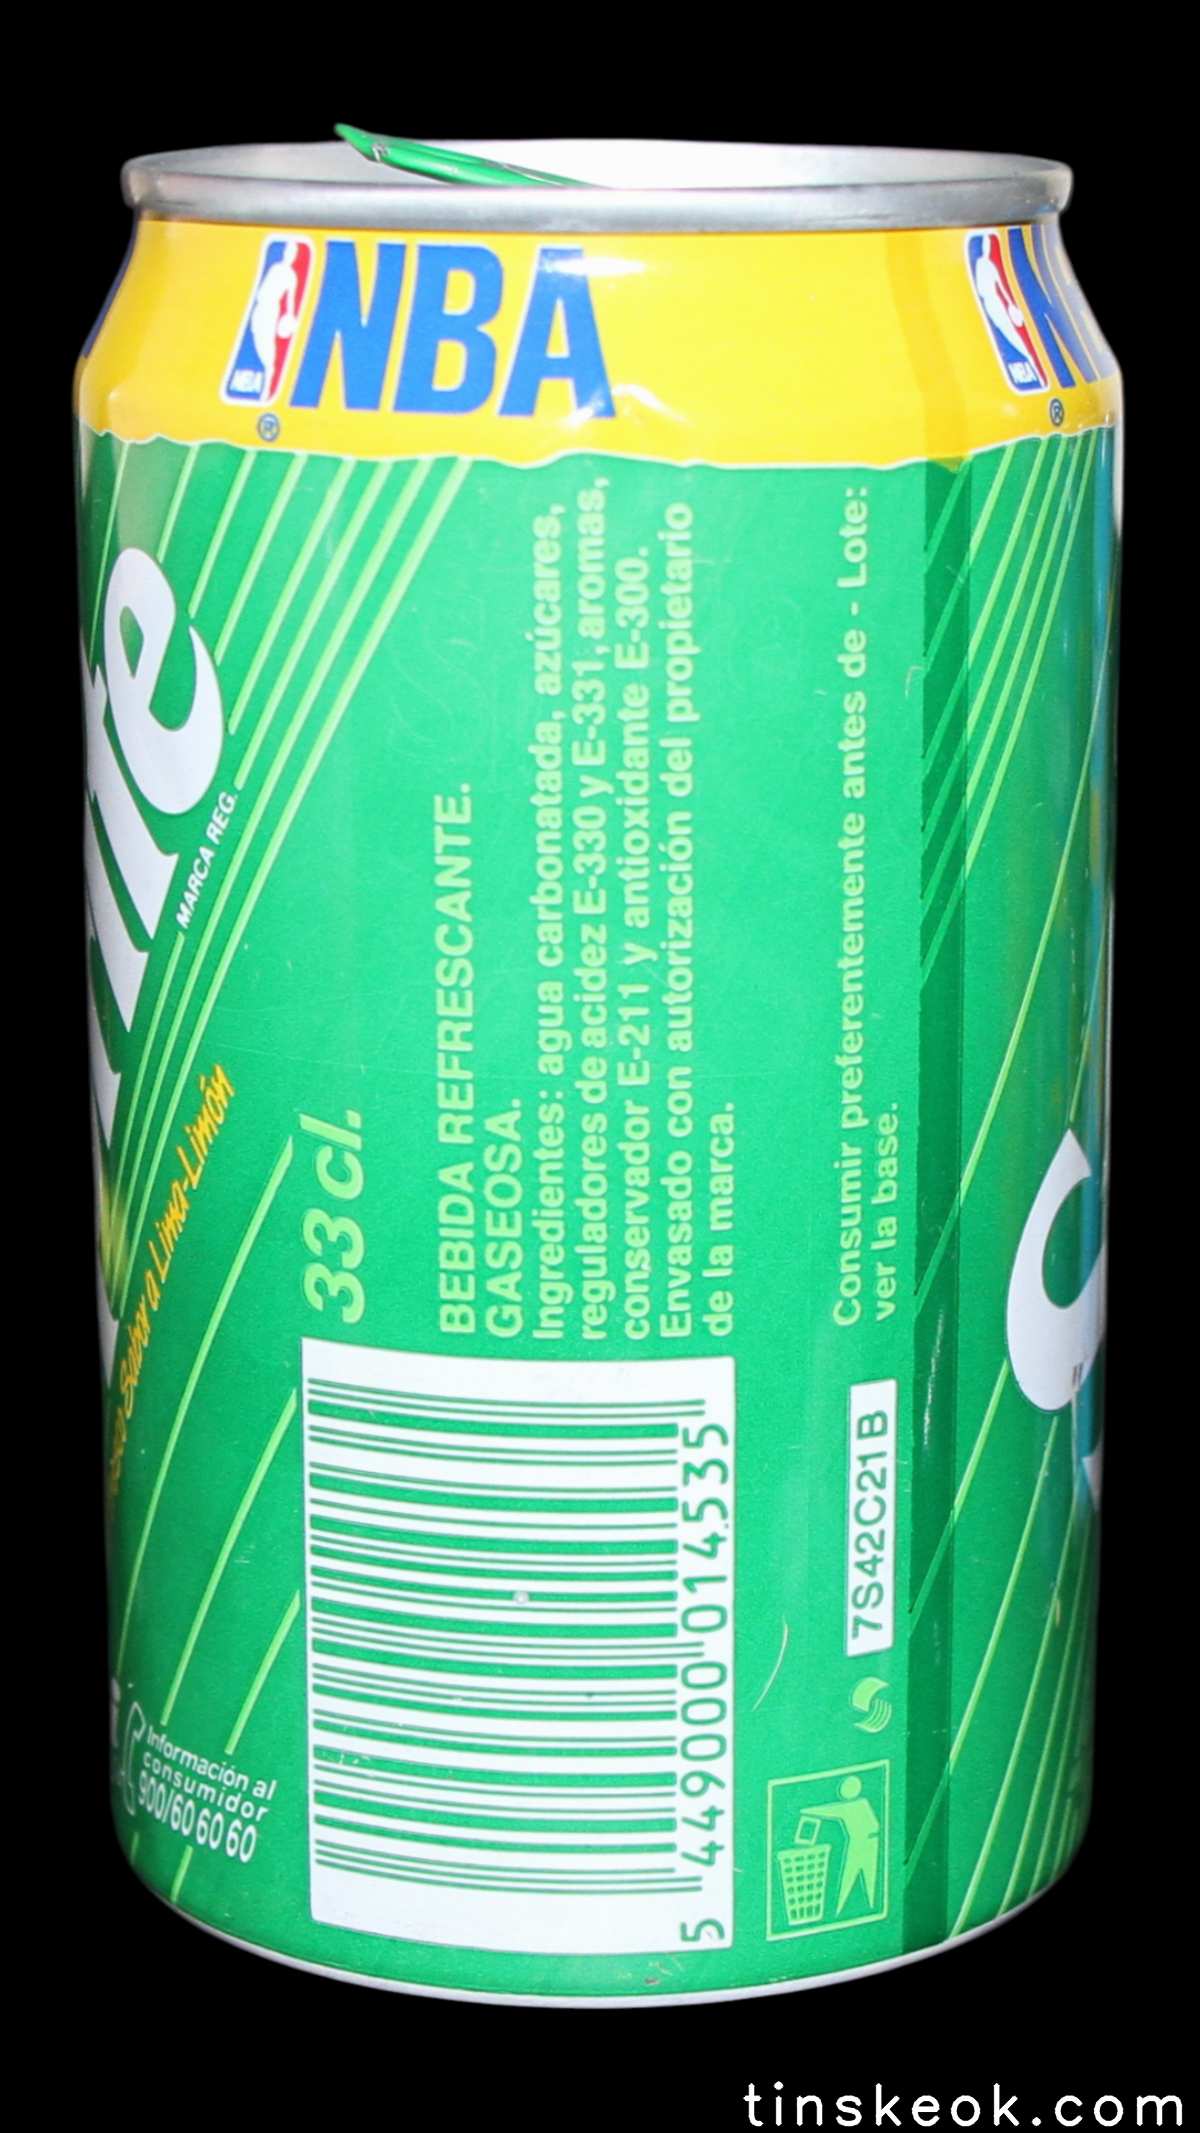 NBA
NBA
®
NBA
®
MARCA REG.
Sabor a Lima-Limón
33 cl.
BEBIDA REFRESCANTE.
GASEOSA.
Ingredientes: agua carbonatada, azúcares,
reguladores de acidez E-330 y E-331, aromas,
conservador E-211 y antioxidante E-300.
Envasado con autorización del propietario
de la marca.
Consumir preferentemente antes de - Lote:
ver la base.
5 449000 014535
7S42C21B
Información al
consumidor
900/60 60 60
tinskeok.com